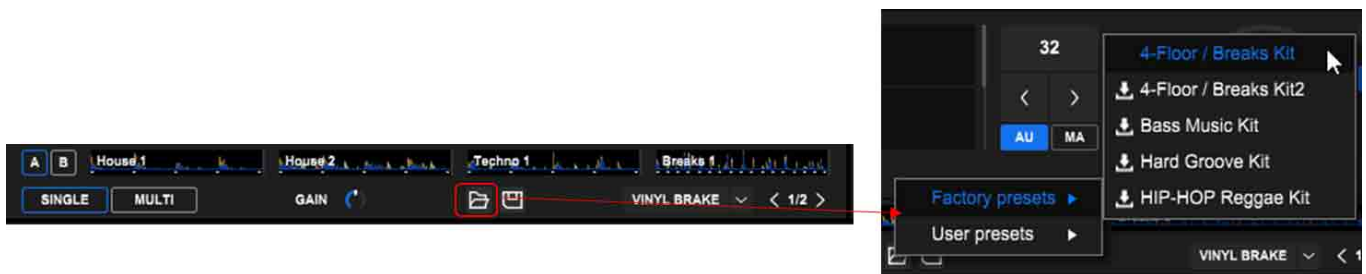 A B House 1 House 2 Techno 1 Breaks 1
SINGLE MULTI GAIN VINYL BRAKE 1/2
32
AU MA
4-Floor / Breaks Kit
4-Floor / Breaks Kit2
Bass Music Kit
Hard Groove Kit
HIP-HOP Reggae Kit
Factory presets
User presets
VINYL BRAKE